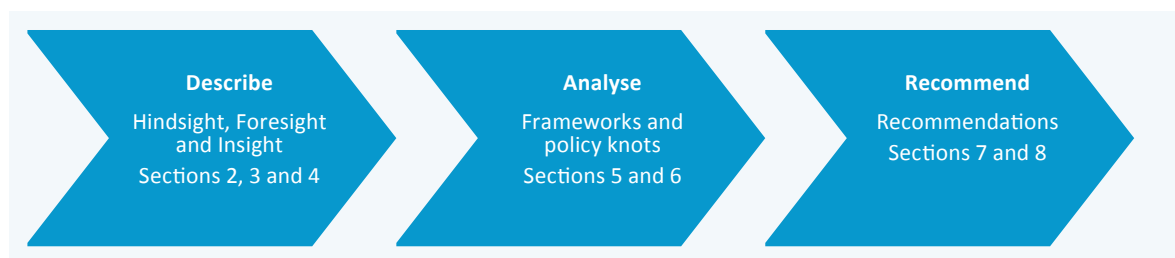 Describe
Hindsight, Foresight
and Insight
Sections 2, 3 and 4
Analyse
Frameworks and
policy knots
Sections 5 and 6
Recommend
Recommendations
Sections 7 and 8